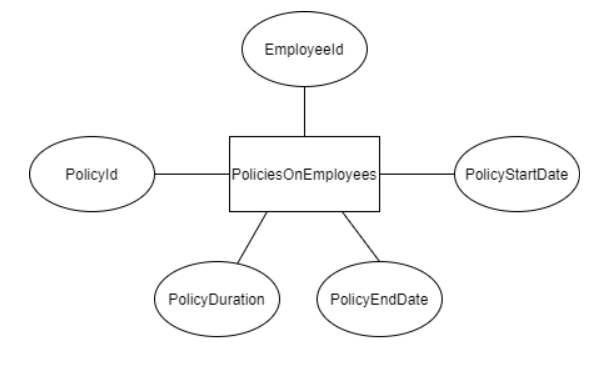 EmployeeId
PolicyId
PoliciesOnEmployees
PolicyStartDate
PolicyDuration
PolicyEndDate